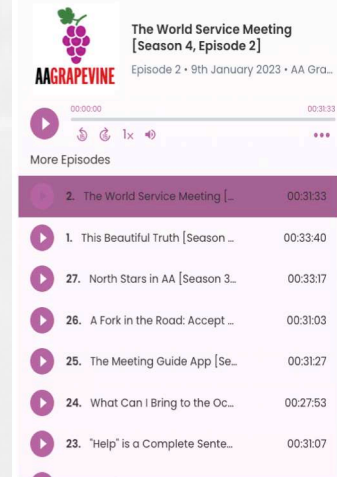 The World Service Meeting
[Season 4, Episode 2]
Episode 2 • 9th January 2023 • AA Gra...
AAGRAPEVINE
00:00:00 00:31:33
1x
More Episodes
2. The World Service Meeting [... 00:31:33
1. This Beautiful Truth [Season ... 00:33:40
27. North Stars in AA [Season 3... 00:33:17
26. A Fork in the Road: Accept ... 00:31:03
25. The Meeting Guide App [Se... 00:31:27
24. What Can I Bring to the Oc... 00:27:53
23. "Help" is a Complete Sente... 00:31:07